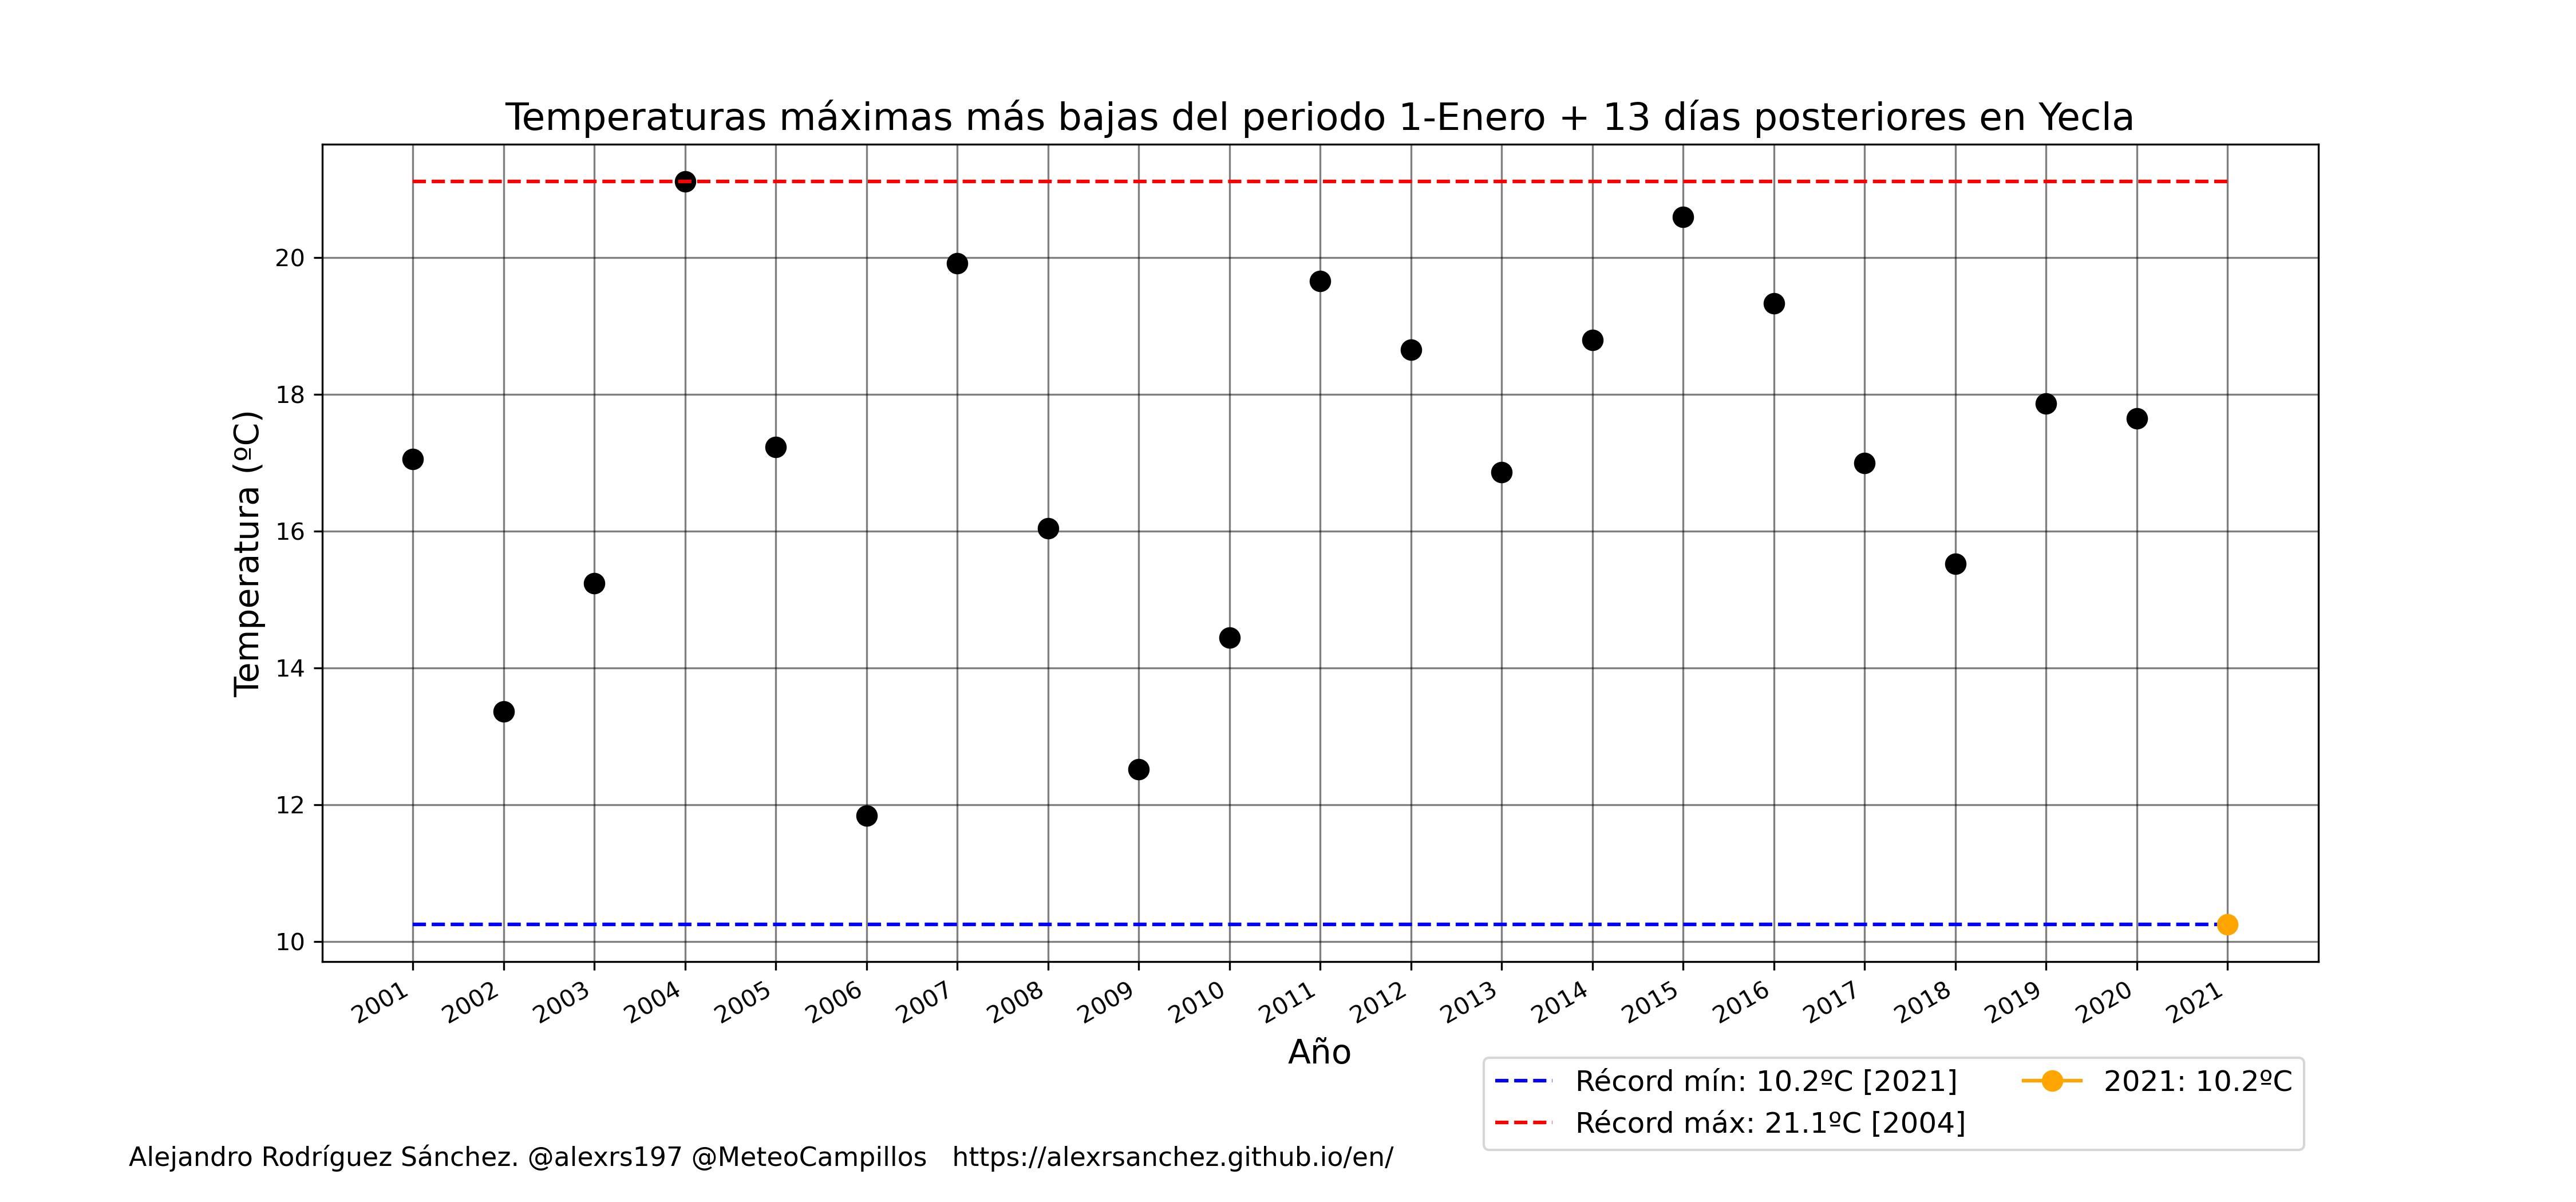 Temperaturas máximas más bajas del periodo 1-Enero + 13 días posteriores en Yecla
Temperatura (ºC)
20
18
16
14
12
10
2001 2002 2003 2004 2005 2006 2007 2008 2009 2010 2011 2012 2013 2014 2015 2016 2017 2018 2019 2020 2021
Año
Récord mín: 10.2ºC [2021] 2021: 10.2ºC
Récord máx: 21.1ºC [2004]
Alejandro Rodríguez Sánchez. @alexrs197 @MeteoCampillos https://alexrsanchez.github.io/en/